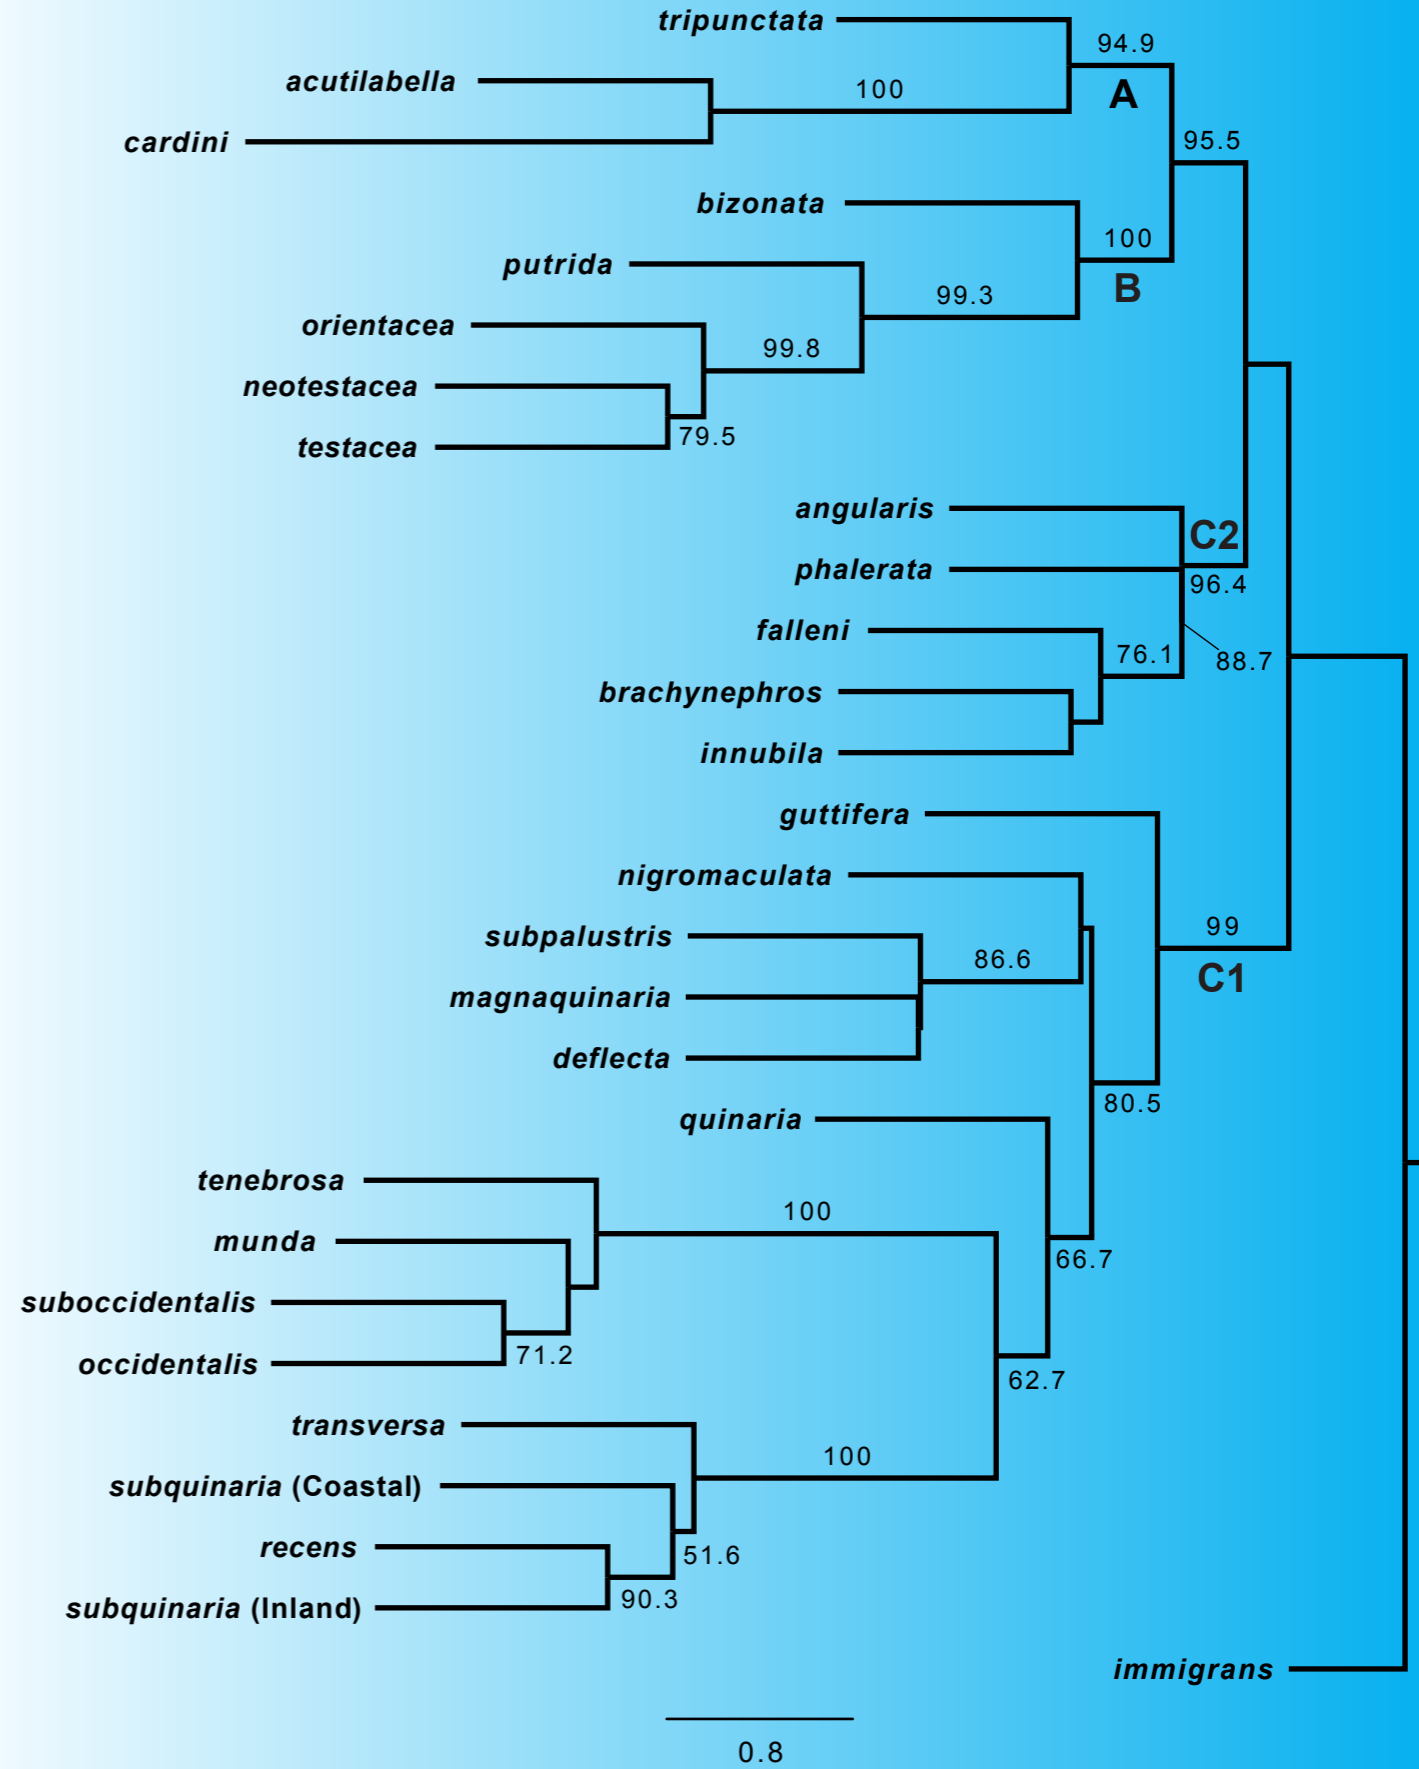 tripunctata
94.9
A
acutilabella
100
cardini
95.5
bizonata
100
B
putrida
99.3
orientacea
99.8
neotestacea
79.5
testacea
angularis
C2
phalerata
96.4
falleni
76.1
88.7
brachynephros
innubila
guttifera
nigromaculata
99
C1
subpalustris
86.6
magnaquinaria
deflecta
80.5
quinaria
tenebrosa
100
munda
66.7
suboccidentalis
71.2
occidentalis
62.7
transversa
100
subquinaria (Coastal)
51.6
recens
90.3
subquinaria (Inland)
immigrans
0.8